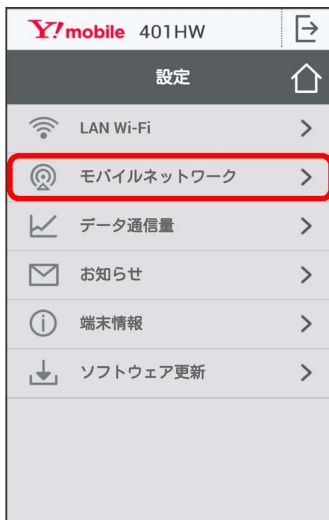 Y!mobile 401HW
設定
LAN Wi-Fi
モバイルネットワーク
データ通信量
お知らせ
端末情報
ソフトウェア更新